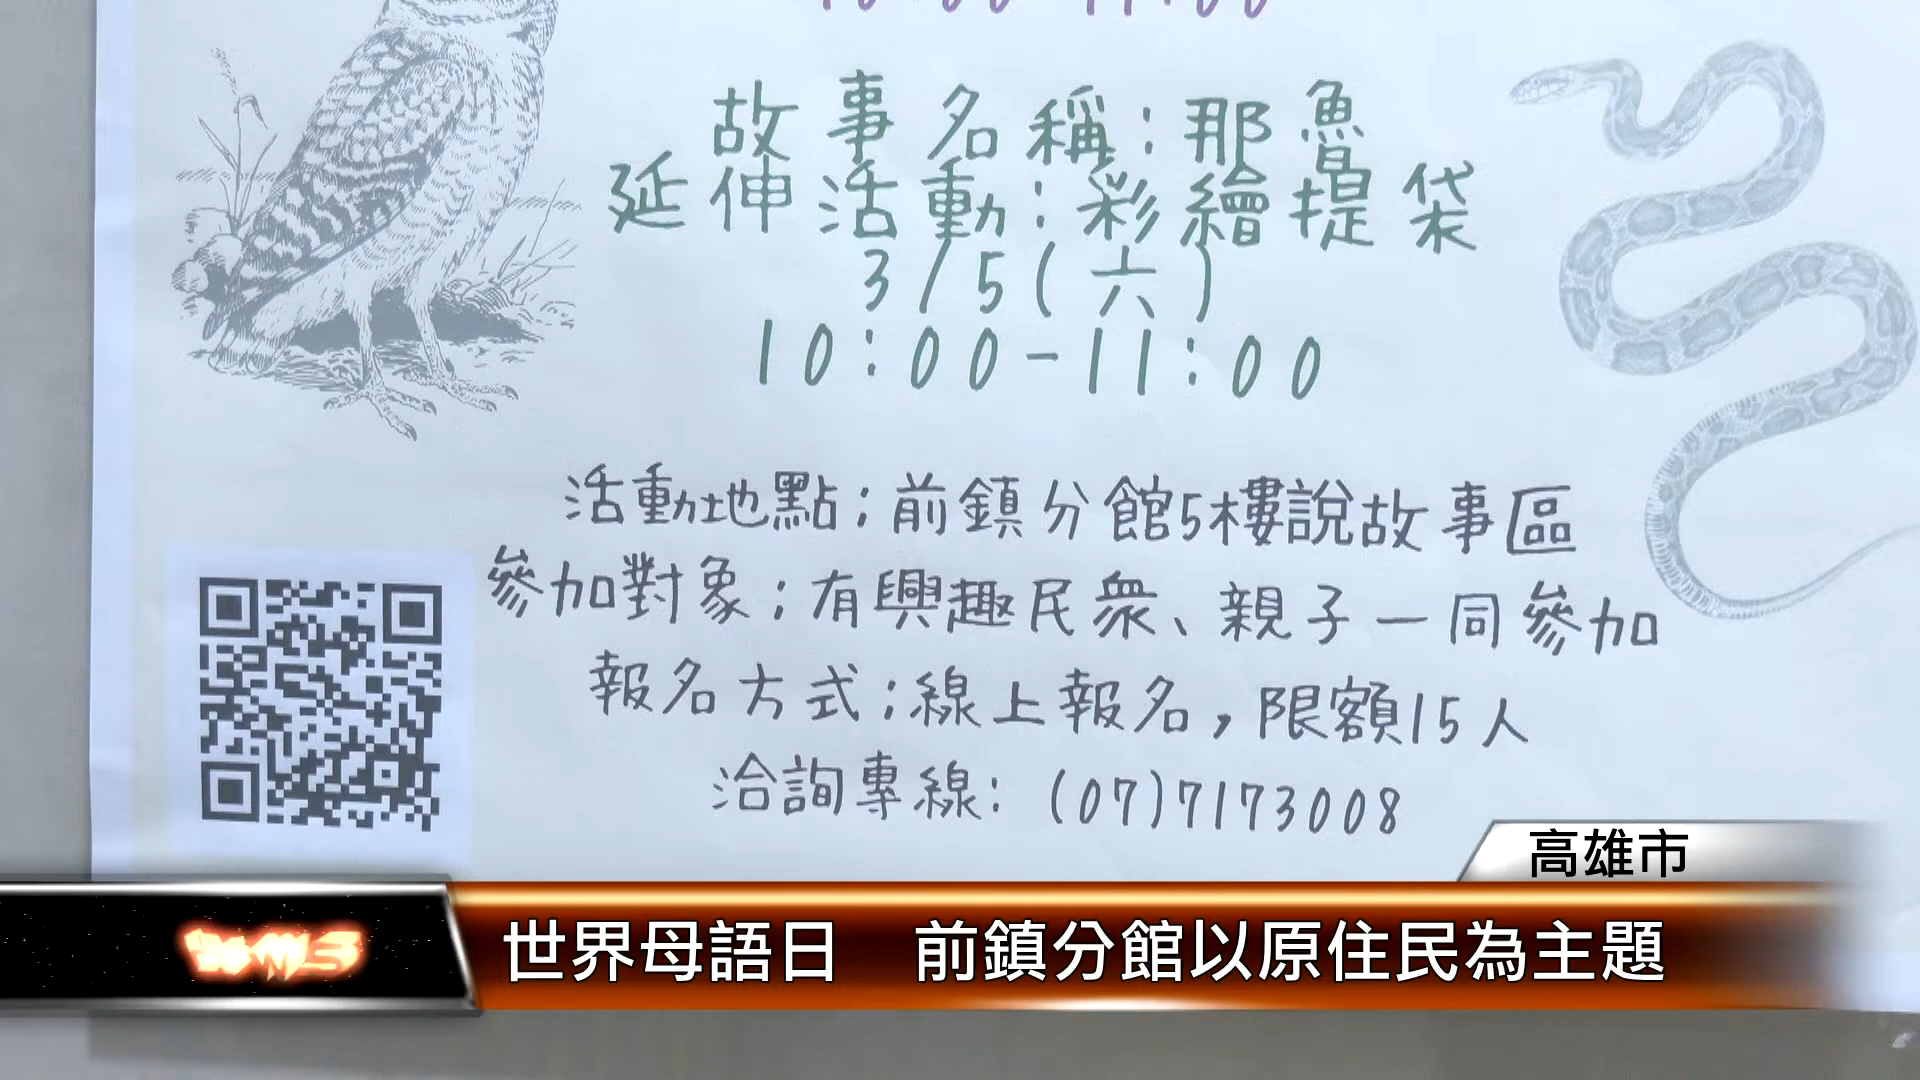 10:00-11:00
故事名稱:那魯
延伸活動:彩繪提袋
3/5(六)
10:00-11:00
活動地點;前鎮分館5樓說故事區
參加對象;有興趣民眾、親子一同參加
報名方式;線上報名,限額15人
洽詢專線:(07)7173008
高雄市
世界母語日 前鎮分館以原住民為主題